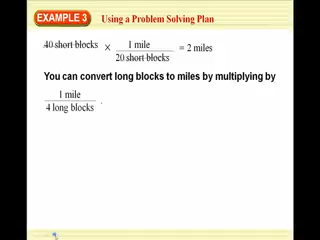 EXAMPLE 3 Using a Problem Solving Plan
40 short blocks × 1 mile / 20 short blocks = 2 miles
You can convert long blocks to miles by multiplying by
1 mile / 4 long blocks .